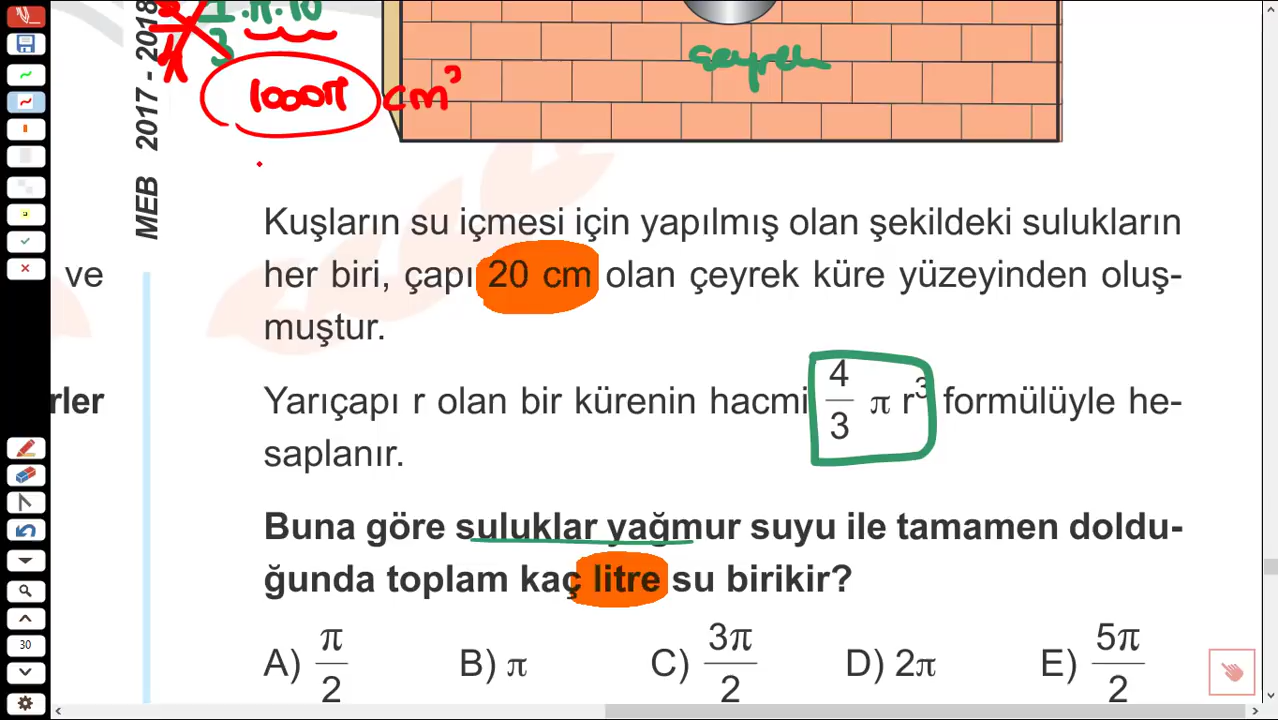 1 . π . 10
3
1000π cm³
çeyrek
MEB 2017 - 2018
Kuşların su içmesi için yapılmış olan şekildeki sulukların
her biri, çapı 20 cm olan çeyrek küre yüzeyinden oluş-
muştur.
ve
Yarıçapı r olan bir kürenin hacmi 4/3 π r³ formülüyle he-
saplanır.
rler
Buna göre suluklar yağmur suyu ile tamamen doldu-
ğunda toplam kaç litre su birikir?
A) π/2 B) π C) 3π/2 D) 2π E) 5π/2
30